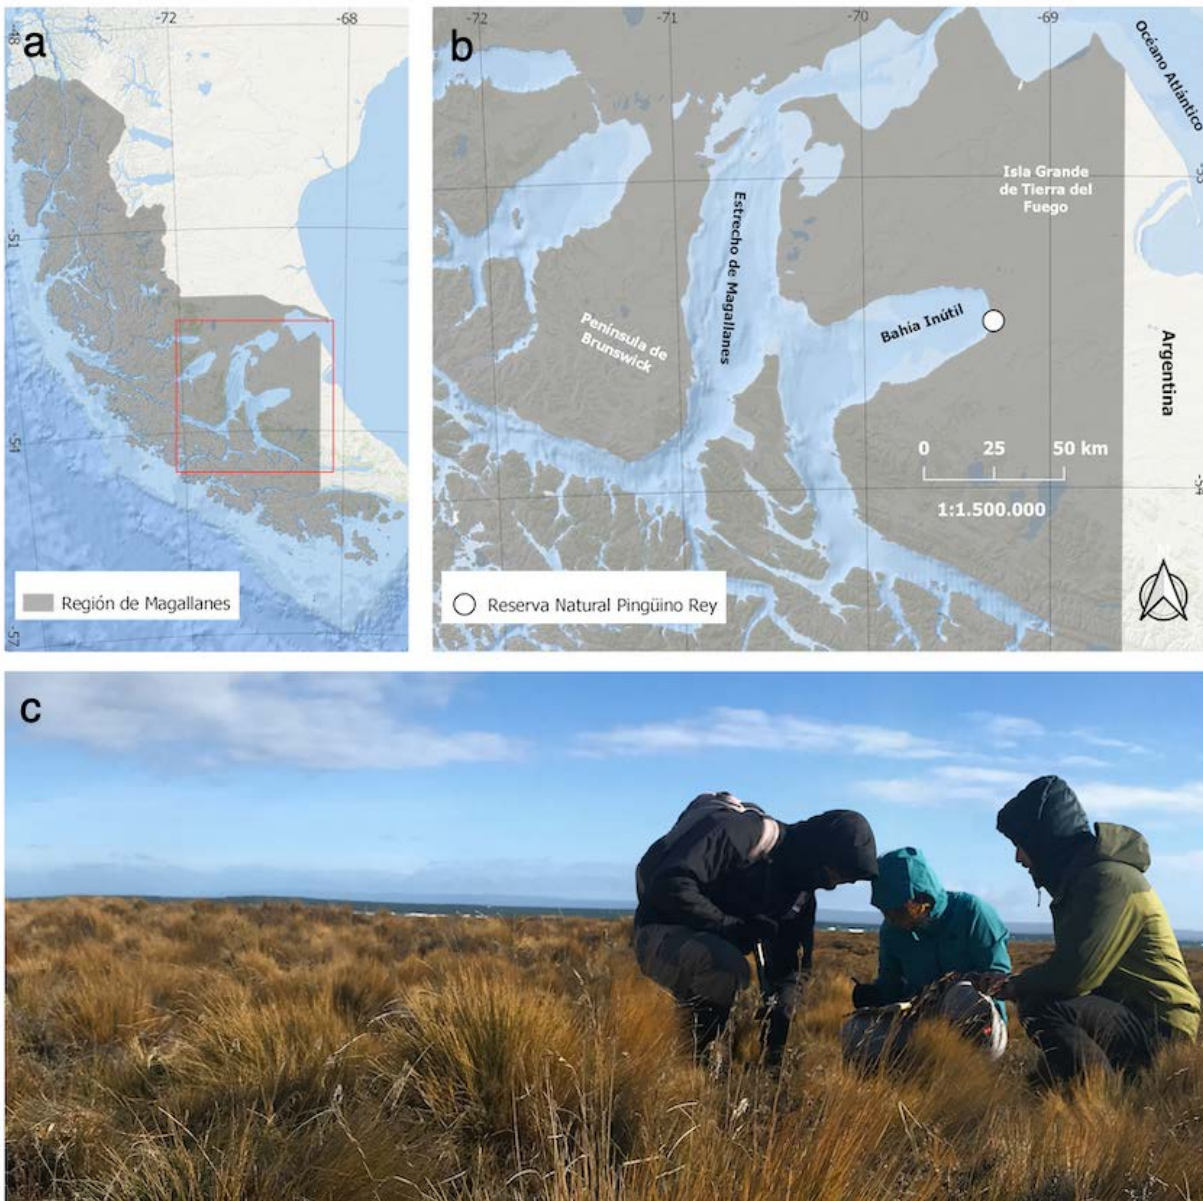 a
-72
-68
-48
-51
-54
-57
Región de Magallanes
b
-72
-71
-70
-69
Océano Atlántico
-53
Isla Grande
de Tierra del
Fuego
Estrecho de Magallanes
Península de
Brunswick
Bahía Inútil
Argentina
0 25 50 km
1:1.500.000
-54
Reserva Natural Pingüino Rey
c